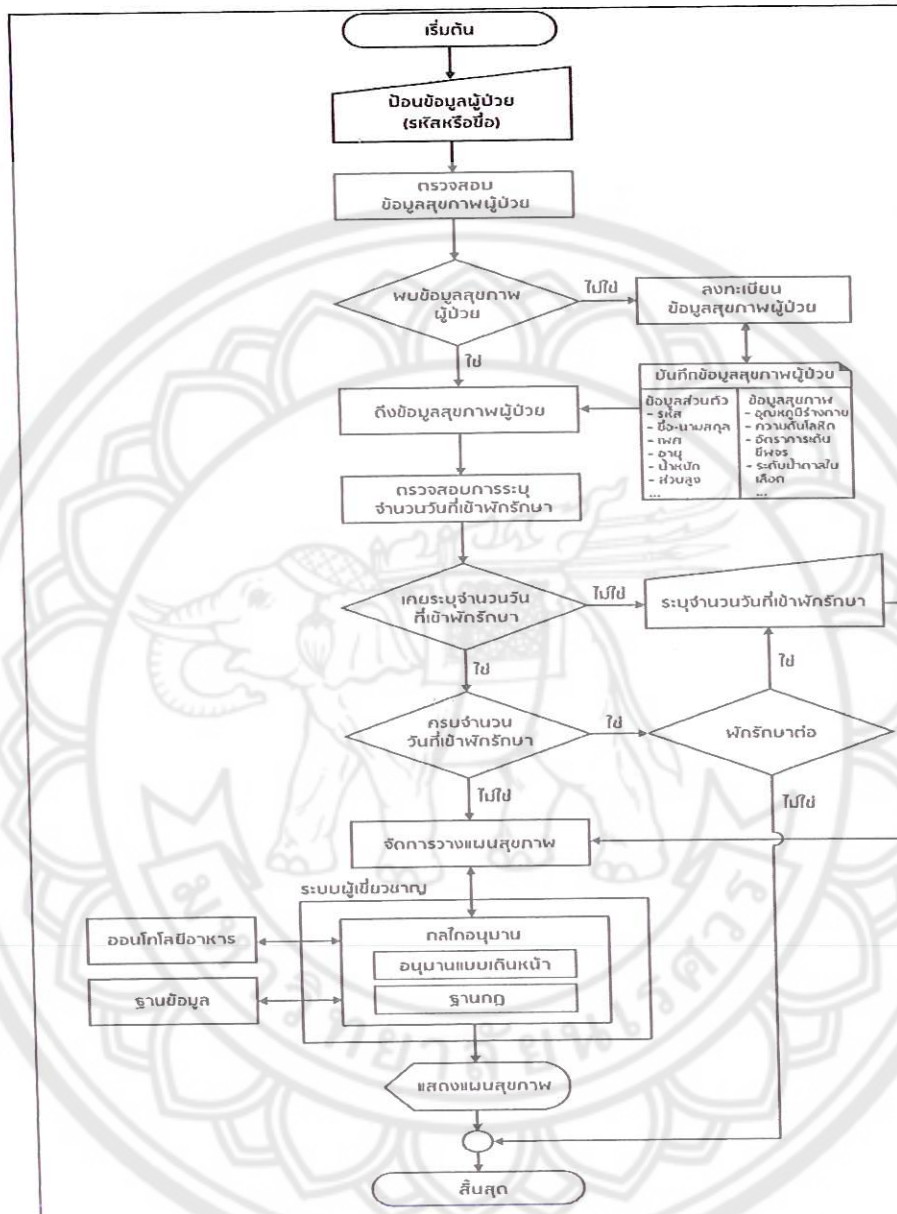 เริ่มต้น
ป้อนข้อมูลผู้ป่วย
(รหัสหรือชื่อ)
ตรวจสอบ
ข้อมูลสุขภาพผู้ป่วย
พบข้อมูลสุขภาพ
ผู้ป่วย
ไม่ใช่
ลงทะเบียน
ข้อมูลสุขภาพผู้ป่วย
ใช่
บันทึกข้อมูลสุขภาพผู้ป่วย
ข้อมูลส่วนตัว
- รหัส
- ชื่อ-นามสกุล
- เพศ
- อายุ
- น้ำหนัก
- ส่วนสูง
...
ข้อมูลสุขภาพ
- อุณหภูมิร่างกาย
- ความดันโลหิต
- อัตราการเต้น
ชีพจร
- ระดับน้ำตาลใน
เลือด
...
ดึงข้อมูลสุขภาพผู้ป่วย
ตรวจสอบการระบุ
จำนวนวันที่เข้าพักรักษา
เคยระบุจำนวนวัน
ที่เข้าพักรักษา
ไม่ใช่
ระบุจำนวนวันที่เข้าพักรักษา
ใช่
ใช่
ครบจำนวน
วันที่เข้าพักรักษา
ใช่
พักรักษาต่อ
ไม่ใช่
ไม่ใช่
จัดการวางแผนสุขภาพ
ระบบผู้เชี่ยวชาญ
ออนโทโลยีอาหาร
กลไกอนุมาน
อนุมานแบบเดินหน้า
ฐานข้อมูล
ฐานกฎ
มหาวิทยาลัยนเรศวร
แสดงแผนสุขภาพ
สิ้นสุด